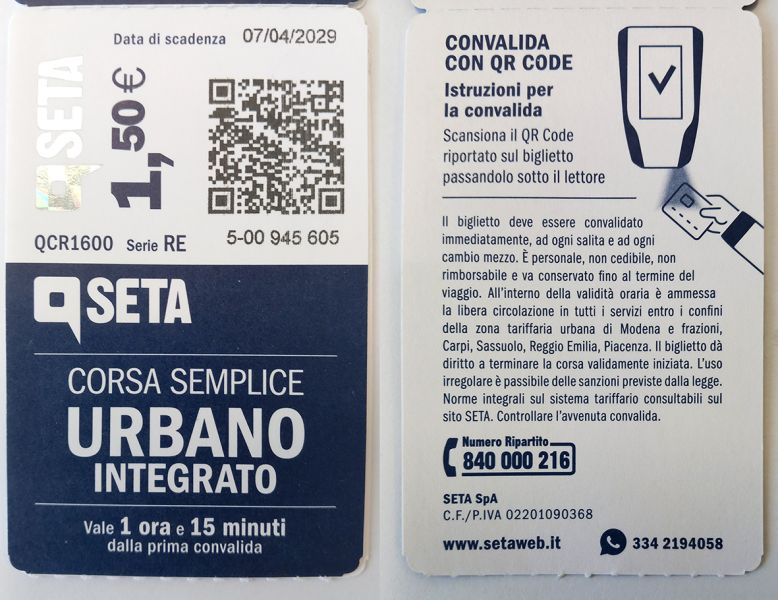 Data di scadenza 07/04/2029
SETA
1,50€
QCR1600 Serie RE
5-00 945 605
SETA
CORSA SEMPLICE
URBANO
INTEGRATO
Vale 1 ora e 15 minuti
dalla prima convalida
CONVALIDA
CON QR CODE
Istruzioni per
la convalida
Scansiona il QR Code
riportato sul biglietto
passandolo sotto il lettore
Il biglietto deve essere convalidato
immediatamente, ad ogni salita e ad ogni
cambio mezzo. È personale, non cedibile, non
rimborsabile e va conservato fino al termine del
viaggio. All'interno della validità oraria è ammessa
la libera circolazione in tutti i servizi entro i confini
della zona tariffaria urbana di Modena e frazioni,
Carpi, Sassuolo, Reggio Emilia, Piacenza. Il biglietto dà
diritto a terminare la corsa validamente iniziata. L'uso
irregolare è passibile delle sanzioni previste dalla legge.
Norme integrali sul sistema tariffario consultabili sul
sito SETA. Controllare l'avvenuta convalida.
Numero Ripartito
840 000 216
SETA SpA
C.F./P.IVA 02201090368
www.setaweb.it 334 2194058